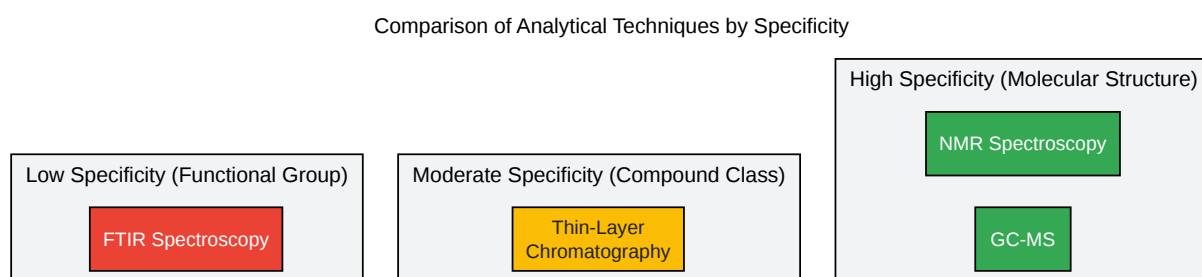 Comparison of Analytical Techniques by Specificity
Low Specificity (Functional Group)
FTIR Spectroscopy
Moderate Specificity (Compound Class)
Thin-Layer
Chromatography
High Specificity (Molecular Structure)
NMR Spectroscopy
GC-MS